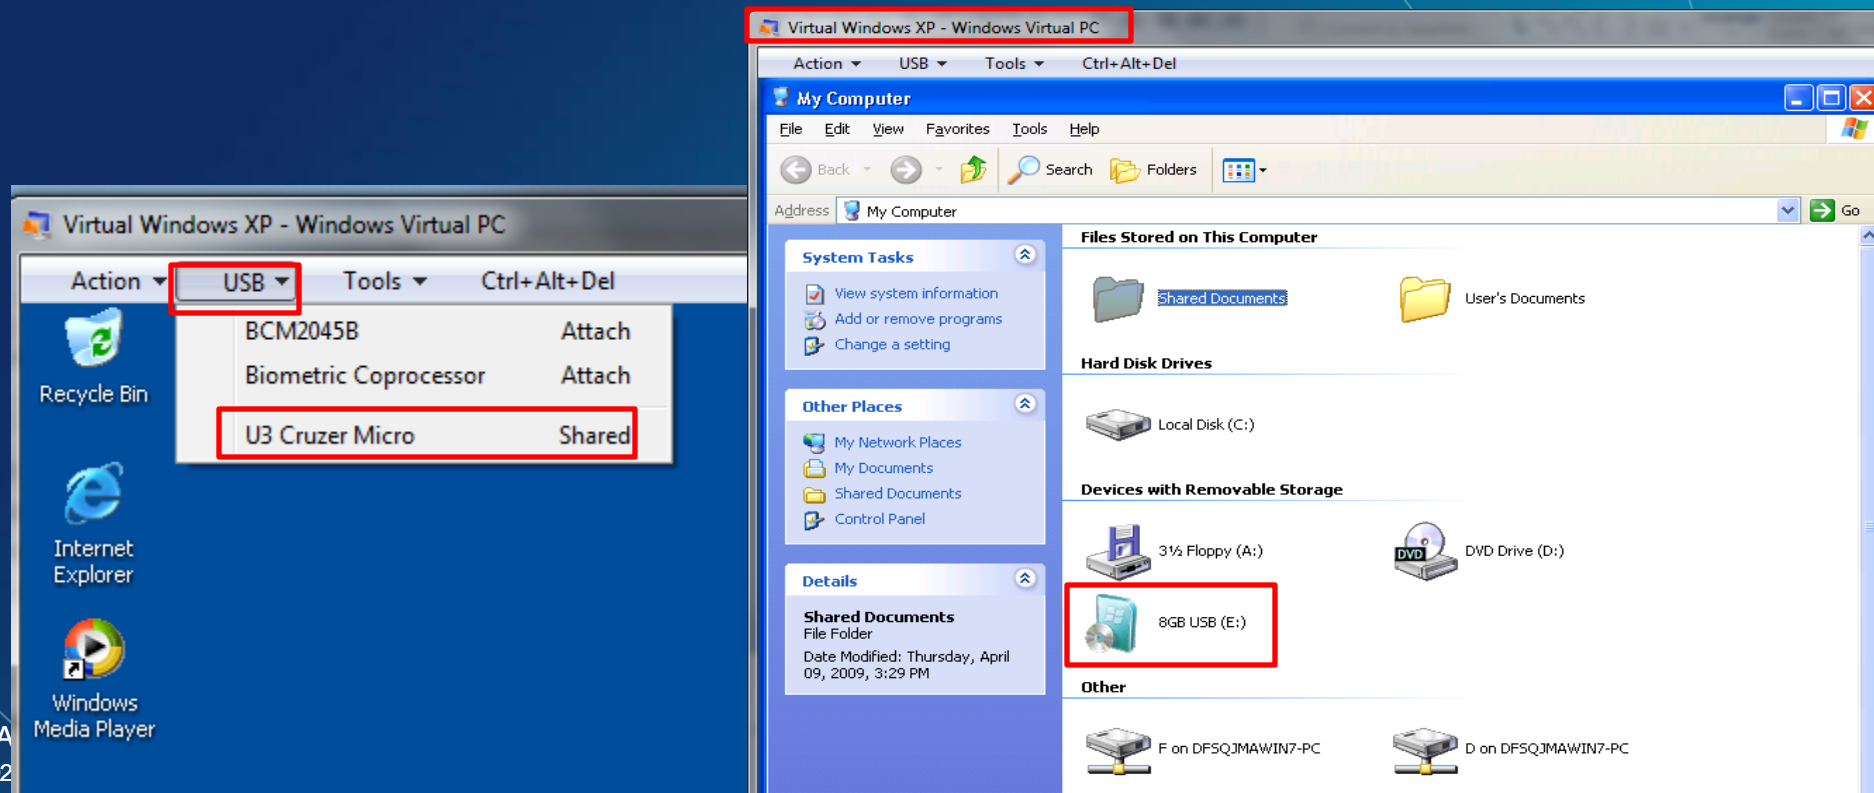 Virtual Windows XP - Windows Virtual PC
Action USB Tools Ctrl+Alt+Del
BCM2045B Attach
Biometric Coprocessor Attach
U3 Cruzer Micro Shared
Recycle Bin
Internet
Explorer
Windows
Media Player
A
2
Virtual Windows XP - Windows Virtual PC
Action USB Tools Ctrl+Alt+Del
My Computer
File Edit View Favorites Tools Help
Back Search Folders
Address My Computer Go
System Tasks
View system information
Add or remove programs
Change a setting
Other Places
My Network Places
My Documents
Shared Documents
Control Panel
Details
Shared Documents
File Folder
Date Modified: Thursday, April
09, 2009, 3:29 PM
Files Stored on This Computer
Shared Documents User's Documents
Hard Disk Drives
Local Disk (C:)
Devices with Removable Storage
3½ Floppy (A:) DVD DVD Drive (D:)
8GB USB (E:)
Other
F on DFSQJMAWIN7-PC D on DFSQJMAWIN7-PC